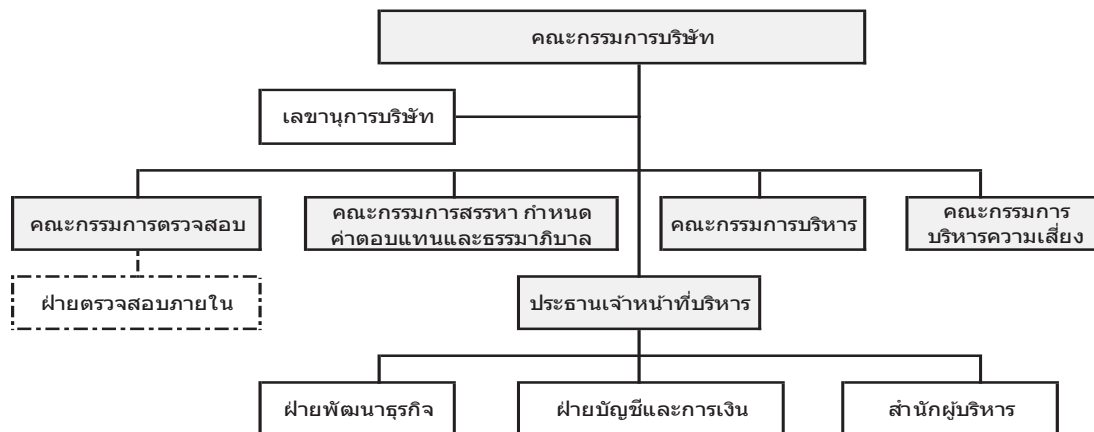 คณะกรรมการบริษัท
เลขานุการบริษัท
คณะกรรมการตรวจสอบ
คณะกรรมการสรรหา กำหนด
ค่าตอบแทนและธรรมาภิบาล
คณะกรรมการบริหาร
คณะกรรมการ
บริหารความเสี่ยง
ฝ่ายตรวจสอบภายใน
ประธานเจ้าหน้าที่บริหาร
ฝ่ายพัฒนาธุรกิจ
ฝ่ายบัญชีและการเงิน
สำนักผู้บริหาร